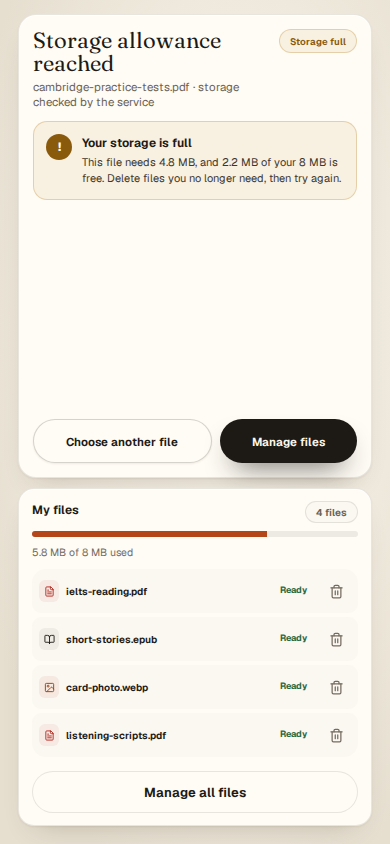 Storage allowance
reached
Storage full
cambridge-practice-tests.pdf · storage
checked by the service
!
Your storage is full
This file needs 4.8 MB, and 2.2 MB of your 8 MB is
free. Delete files you no longer need, then try again.
Choose another file
Manage files
My files
4 files
5.8 MB of 8 MB used
ielts-reading.pdf
Ready
short-stories.epub
Ready
card-photo.webp
Ready
listening-scripts.pdf
Ready
Manage all files